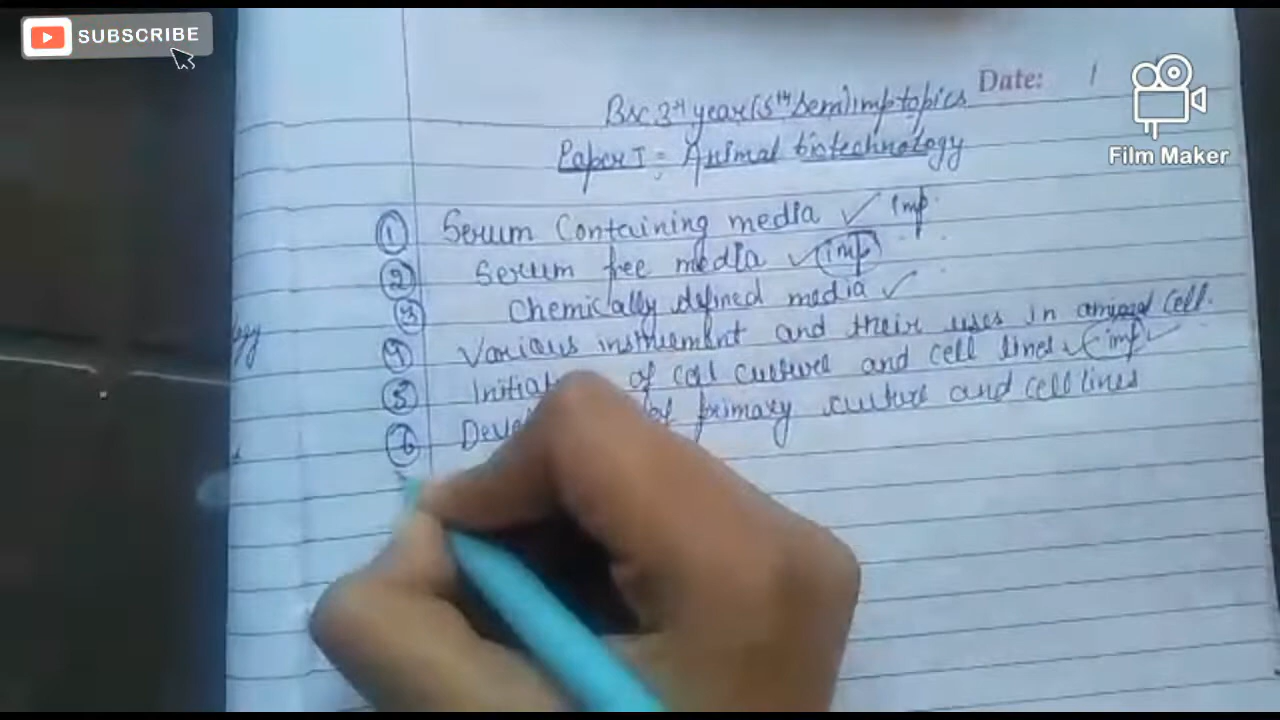 SUBSCRIBE
Date: /
Film Maker
Bsc 3rd year (5th Sem) imp topics
Paper I : Animal biotechnology
① Serum Containing media ✓ imp
② Serum free media ✓ imp
③ Chemically defined media ✓
④ Various instrument and their uses in animal cell.
⑤ of cell culture and cell lines ✓ imp ✓
⑥ of primary culture and cell lines